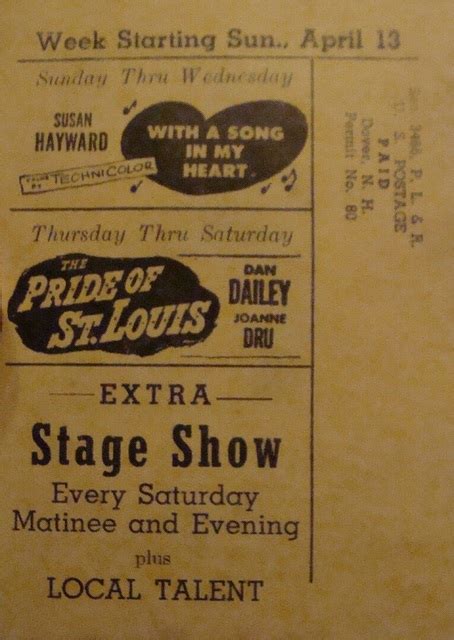 Week Starting Sun., April 13
Sunday Thru Wednesday
SUSAN
HAYWARD
WITH A SONG
IN MY
HEART
TECHNICOLOR
Thursday Thru Saturday
THE
PRIDE OF
ST. LOUIS
DAN
DAILEY
JOANNE
DRU
EXTRA
Stage Show
Every Saturday
Matinee and Evening
plus
LOCAL TALENT
P. L. & R.
U. S. POSTAGE
PAID
Dover, N. H.
Permit No. 80